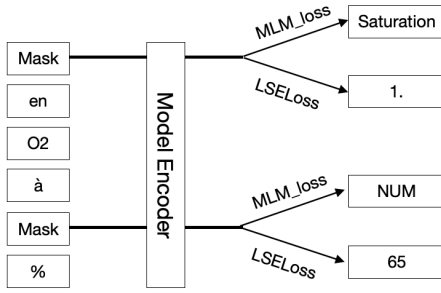 Mask
en
O2
à
Mask
%
Model Encoder
MLM_loss
LSELoss
Saturation
1.
MLM_loss
LSELoss
NUM
65